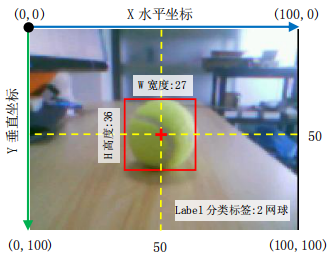 (0,0)
X 水平坐标
(100,0)
W 宽度:27
H 高度:36
Y 垂直坐标
50
Label 分类标签:2 网球
(0,100)
50
(100,100)